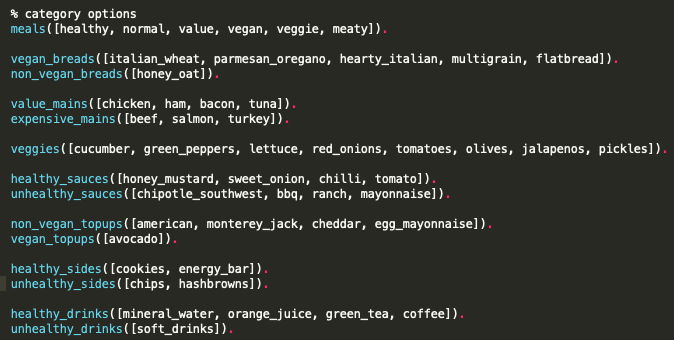 % category options
meals([healthy, normal, value, vegan, veggie, meaty]).
vegan_breads([italian_wheat, parmesan_oregano, hearty_italian, multigrain, flatbread]).
non_vegan_breads([honey_oat]).
value_mains([chicken, ham, bacon, tuna]).
expensive_mains([beef, salmon, turkey]).
veggies([cucumber, green_peppers, lettuce, red_onions, tomatoes, olives, jalapenos, pickles]).
healthy_sauces([honey_mustard, sweet_onion, chilli, tomato]).
unhealthy_sauces([chipotle_southwest, bbq, ranch, mayonnaise]).
non_vegan_topups([american, monterey_jack, cheddar, egg_mayonnaise]).
vegan_topups([avocado]).
healthy_sides([cookies, energy_bar]).
unhealthy_sides([chips, hashbrowns]).
healthy_drinks([mineral_water, orange_juice, green_tea, coffee]).
unhealthy_drinks([soft_drinks]).